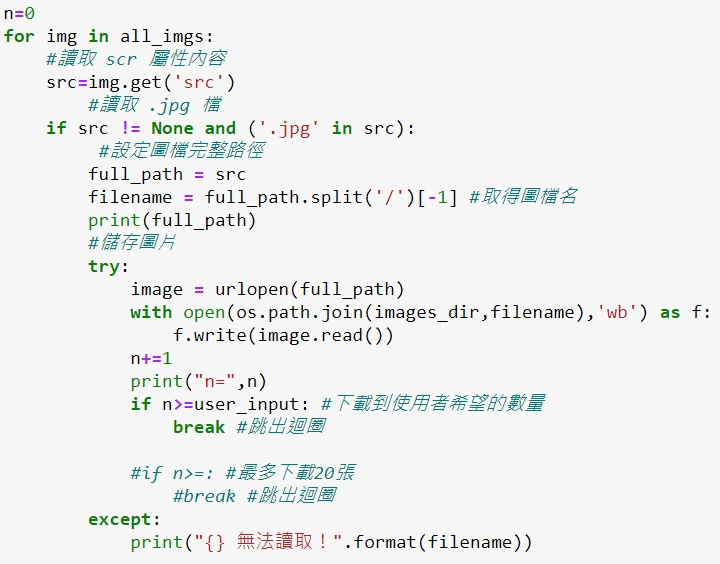 n=0
for img in all_imgs:
    #讀取 scr 屬性內容
    src=img.get('src')
        #讀取 .jpg 檔
    if src != None and ('.jpg' in src):
         #設定圖檔完整路徑
        full_path = src
        filename = full_path.split('/')[-1] #取得圖檔名
        print(full_path)
        #儲存圖片
        try:
            image = urlopen(full_path)
            with open(os.path.join(images_dir,filename),'wb') as f:
                f.write(image.read())
            n+=1
            print("n=",n)
            if n>=user_input: #下載到使用者希望的數量
                break #跳出迴圈
            #if n>=: #最多下載20張
                #break #跳出迴圈
        except:
            print("{} 無法讀取！".format(filename))